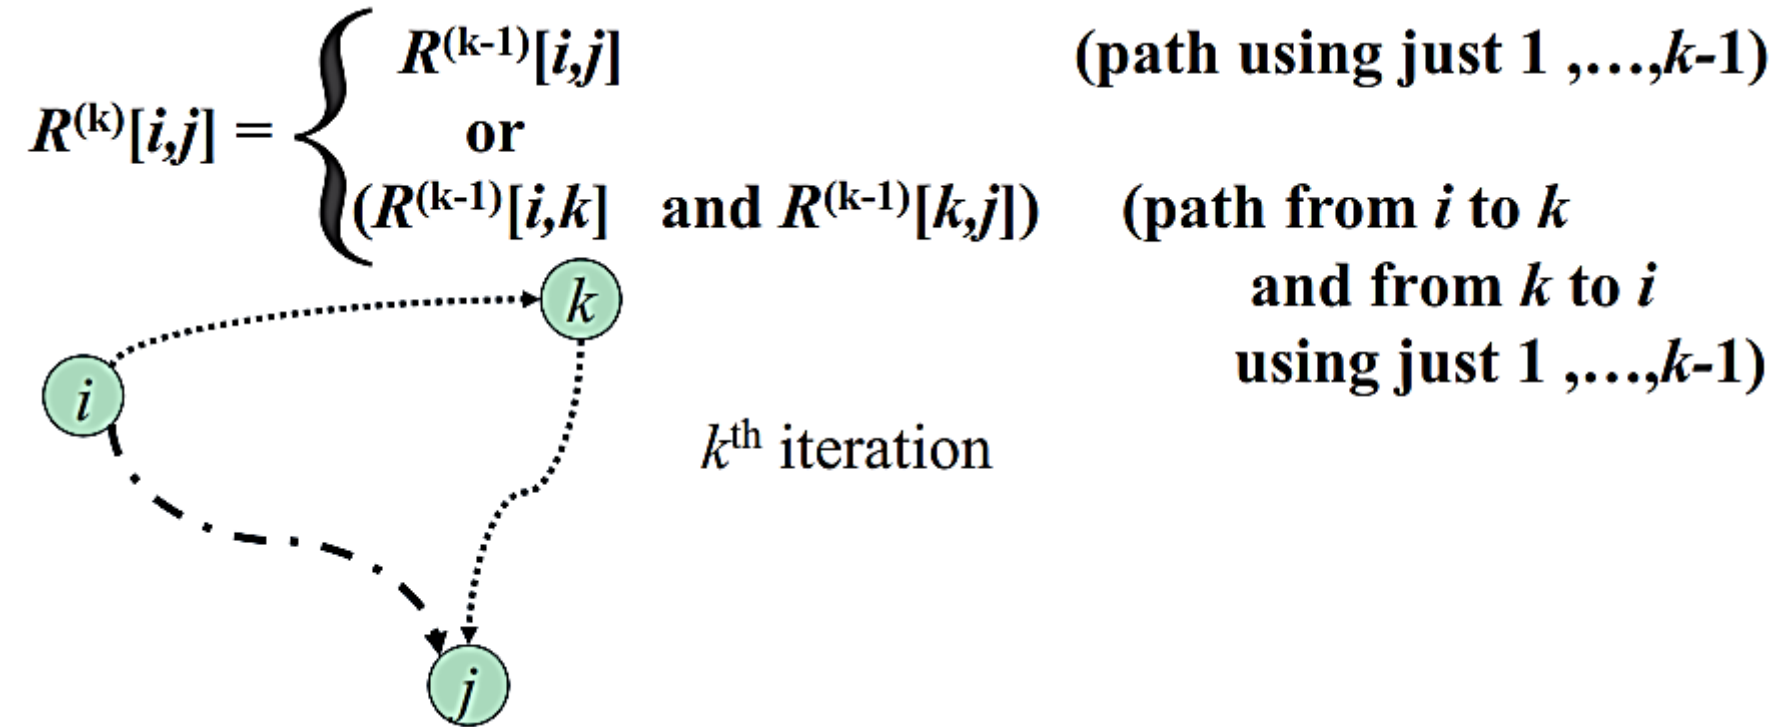 R^(k-1)[i,j] (path using just 1 ,…,k-1)
R^(k)[i,j] = { or
(R^(k-1)[i,k] and R^(k-1)[k,j]) (path from i to k
and from k to i
using just 1 ,…,k-1)
k
i
k^th iteration
j